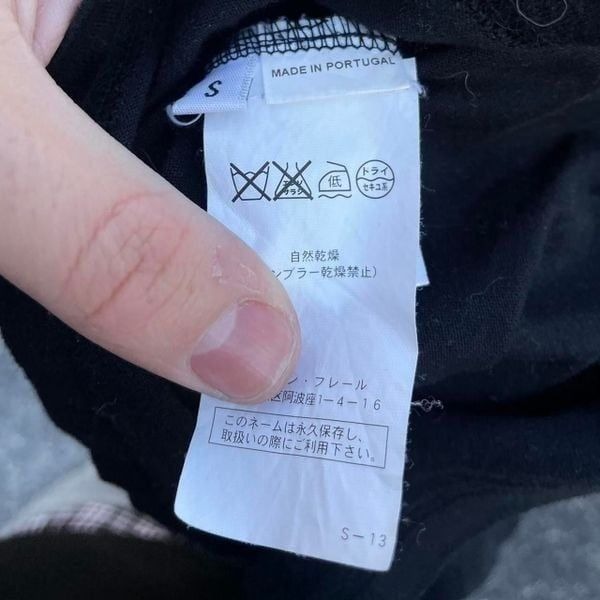 MADE IN PORTUGAL
S
低
ドライ
セキユ系
自然乾燥
ンブラー乾燥禁止)
ン・フレール
区阿波座1-4-16
このネームは永久保存し、
取扱いの際にご利用下さい。
S-13